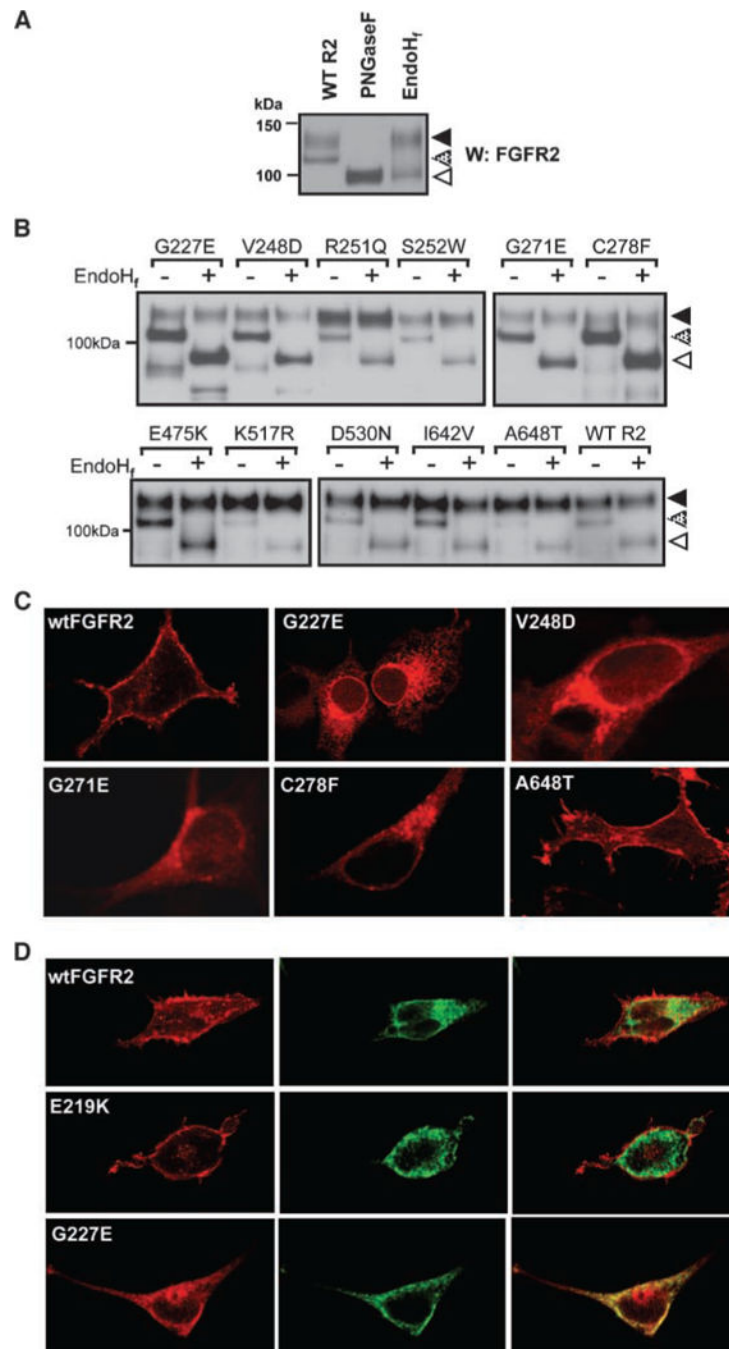 A
WT R2
PNGaseF
EndoHf
kDa
150
100
W: FGFR2
B
G227E V248D R251Q S252W G271E C278F
EndoHf - + - + - + - + - + - +
100kDa
E475K K517R D530N I642V A648T WT R2
EndoHf - + - + - + - + - + - +
100kDa
C
wtFGFR2 G227E V248D
G271E C278F A648T
D
wtFGFR2
E219K
G227E